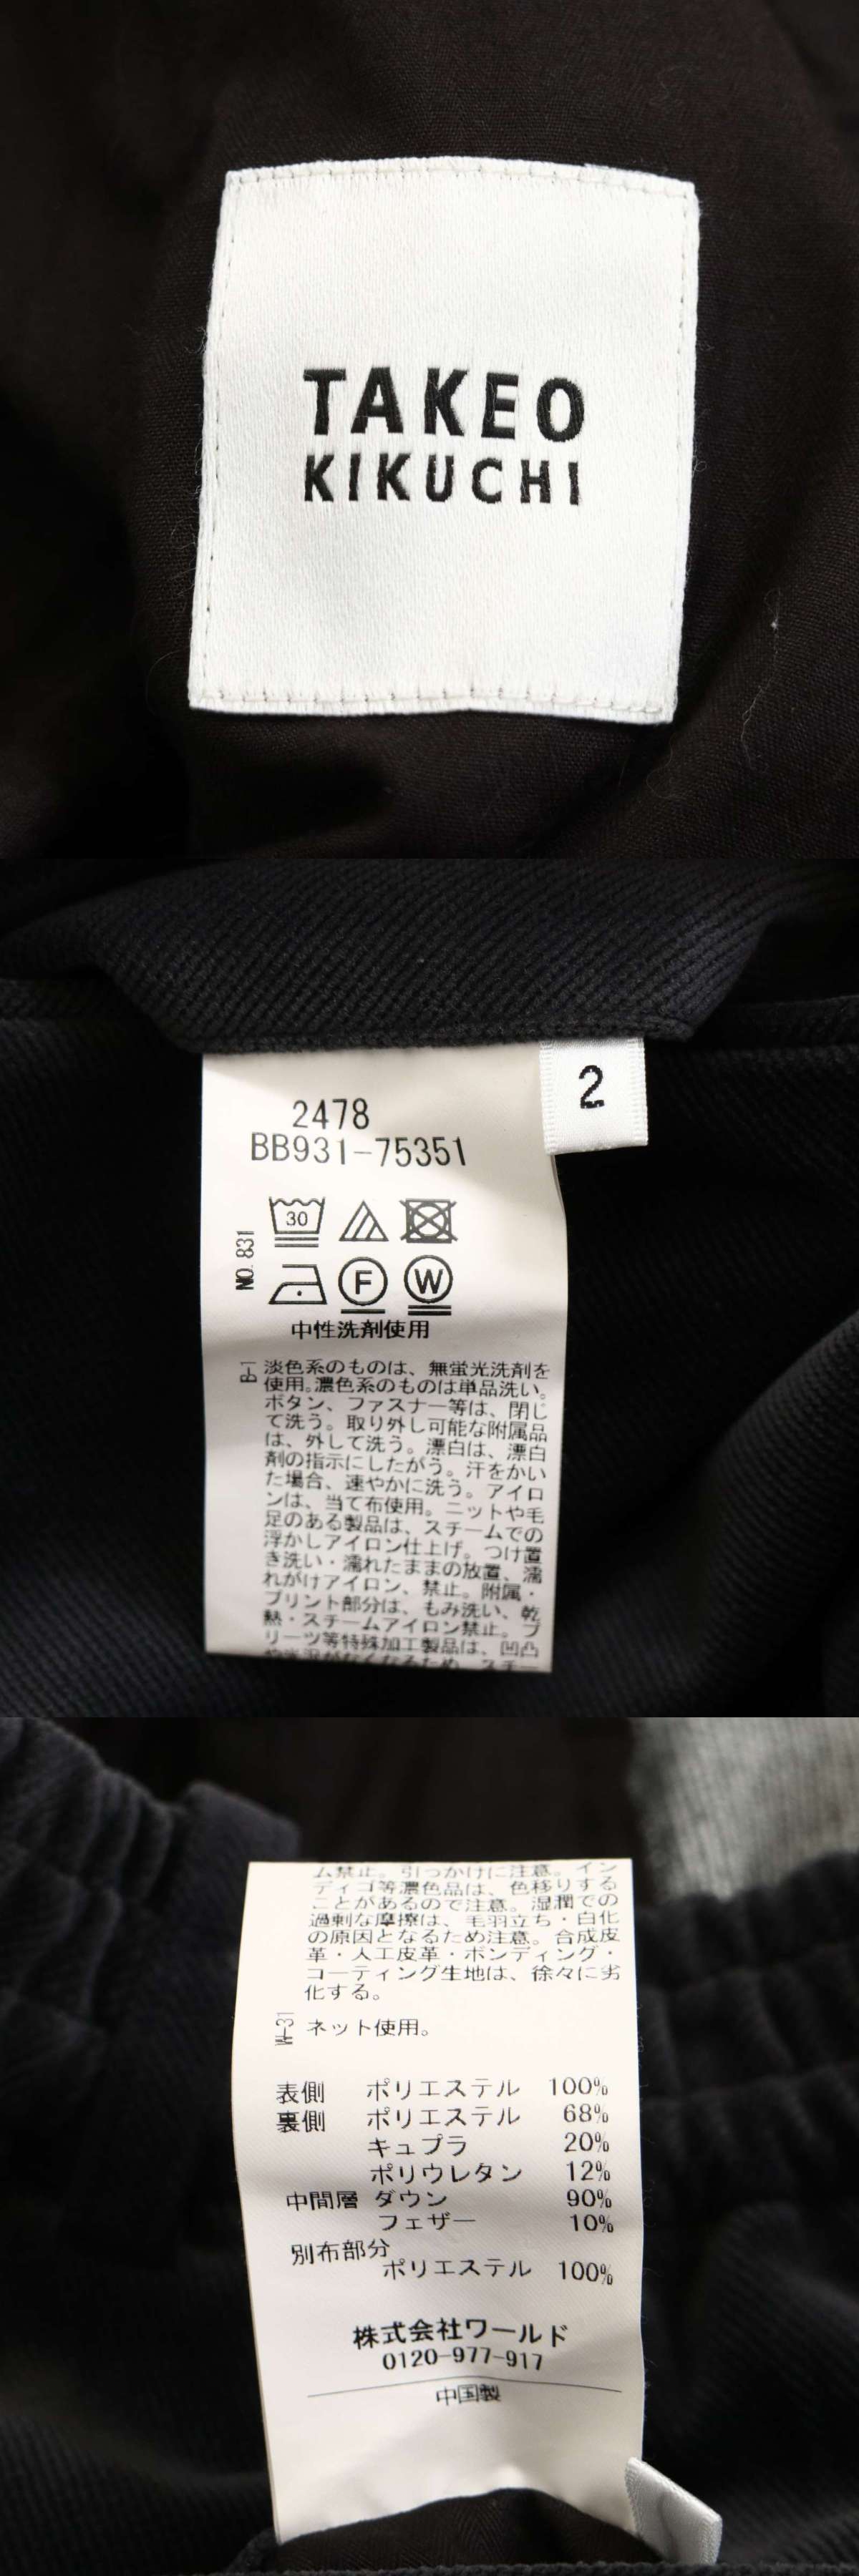 TAKEO
KIKUCHI
2
2478
BB931-75351
30
NO. 831
F
W
中性洗剤使用
B-1
淡色系のものは、無蛍光洗剤を
使用。濃色系のものは単品洗い。
ボタン、ファスナー等は、閉じ
て洗う。取り外し可能な附属品
は、外して洗う。漂白は、漂白
剤の指示にしたがう。汗をかい
た場合、速やかに洗う。アイロ
ンは、当て布使用。ニットや毛
足のある製品は、スチームでの
浮かしアイロン仕上げ。つけ置
き洗い・濡れたままの放置、濡
れがけアイロン、禁止。附属・
プリント部分は、もみ洗い、乾
熱・スチームアイロン禁止。プ
リーツ等特殊加工製品は、凹凸
ム禁止。引っかけに注意。イン
ディゴ等濃色品は、色移りする
ことがあるので注意。湿潤での
過剰な摩擦は、毛羽立ち・白化
の原因となるため注意。合成皮
革・人工皮革・ボンディング・
コーティング生地は、徐々に劣
化する。
ネット使用。
表側 ポリエステル 100%
裏側 ポリエステル 68%
キュプラ 20%
ポリウレタン 12%
中間層 ダウン 90%
フェザー 10%
別布部分
ポリエステル 100%
株式会社ワールド
0120-977-917
中国製